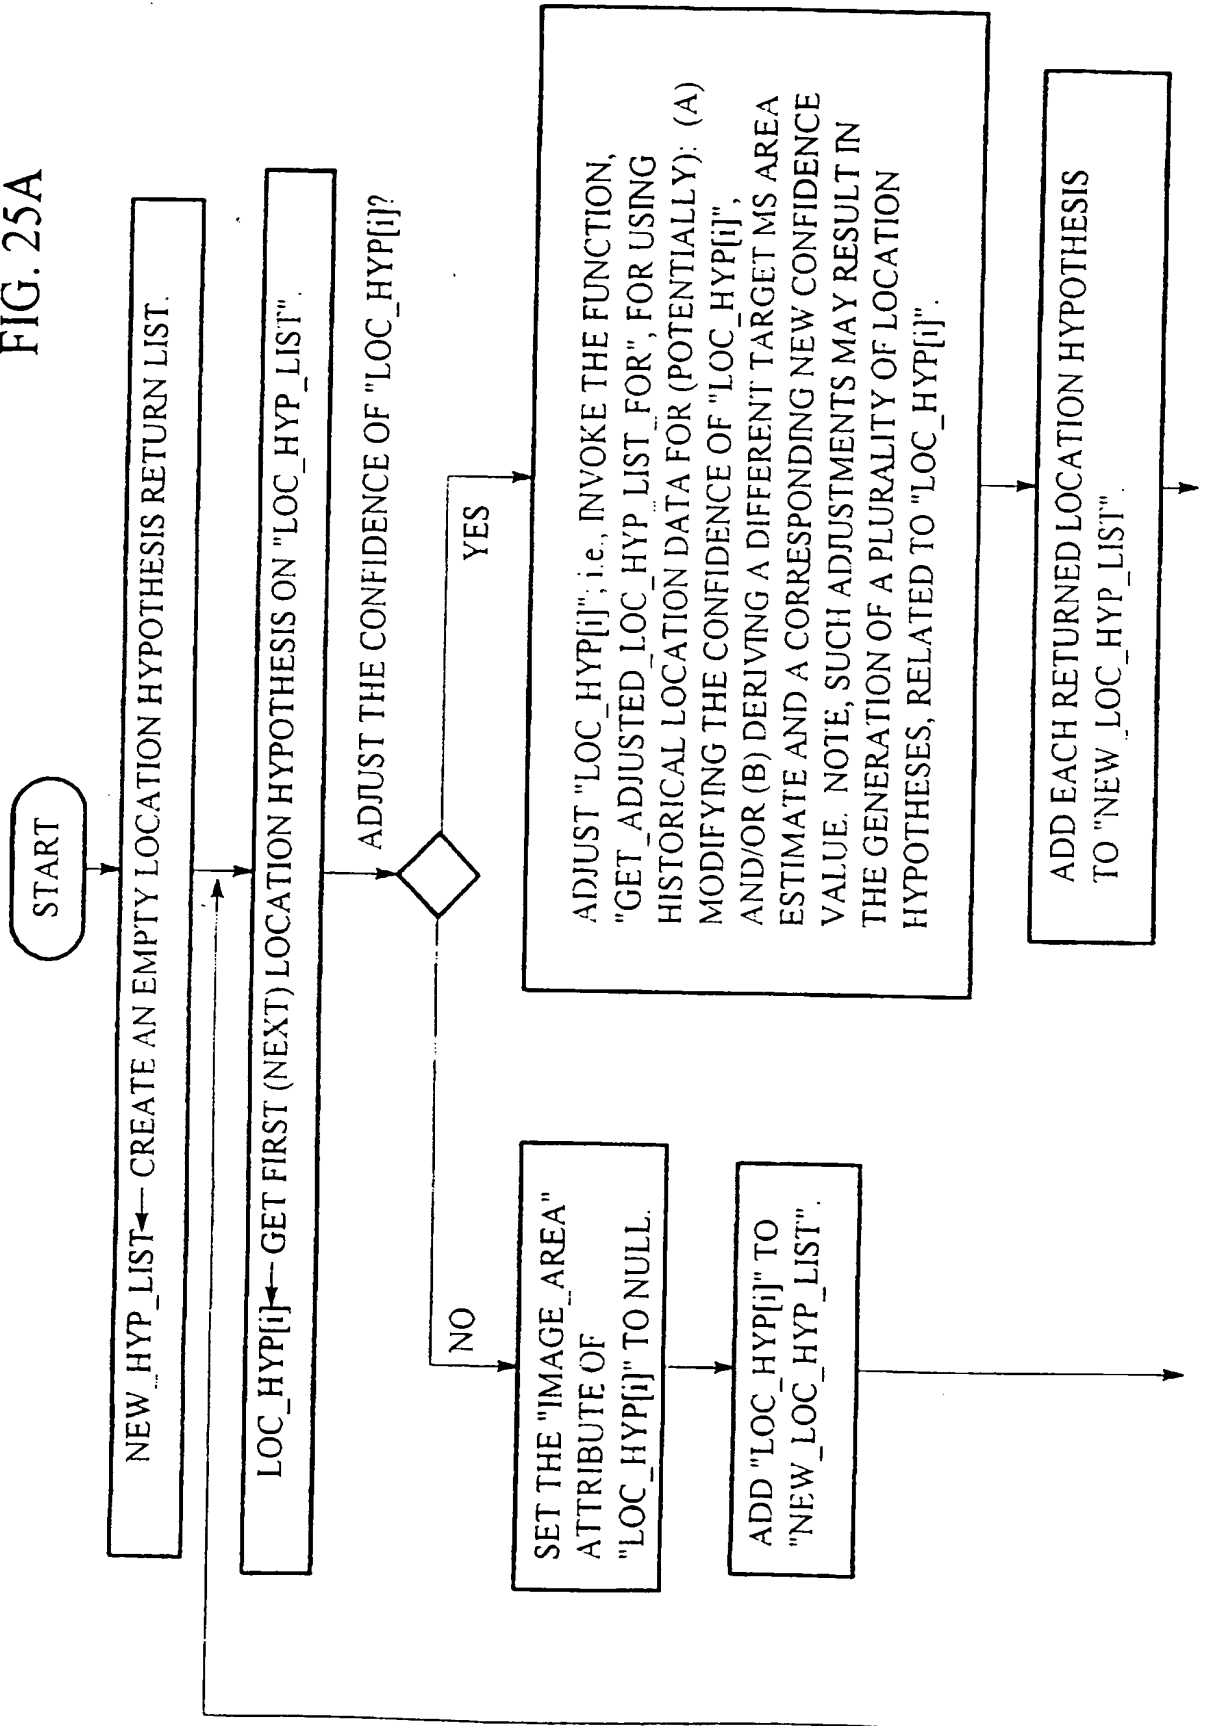 FIG. 25A
START
NEW_HYP_LIST← CREATE AN EMPTY LOCATION HYPOTHESIS RETURN LIST.
LOC_HYP[i]← GET FIRST (NEXT) LOCATION HYPOTHESIS ON "LOC_HYP_LIST".
ADJUST THE CONFIDENCE OF "LOC_HYP[i]?
NO
YES
SET THE "IMAGE_AREA"
ATTRIBUTE OF
"LOC_HYP[i]" TO NULL.
ADD "LOC_HYP[i]" TO
"NEW_LOC_HYP_LIST".
ADJUST "LOC_HYP[i]"; i.e., INVOKE THE FUNCTION,
"GET_ADJUSTED_LOC_HYP_LIST_FOR", FOR USING
HISTORICAL LOCATION DATA FOR (POTENTIALLY): (A)
MODIFYING THE CONFIDENCE OF "LOC_HYP[i]",
AND/OR (B) DERIVING A DIFFERENT TARGET MS AREA
ESTIMATE AND A CORRESPONDING NEW CONFIDENCE
VALUE. NOTE, SUCH ADJUSTMENTS MAY RESULT IN
THE GENERATION OF A PLURALITY OF LOCATION
HYPOTHESES, RELATED TO "LOC_HYP[i]".
ADD EACH RETURNED LOCATION HYPOTHESIS
TO "NEW_LOC_HYP_LIST".